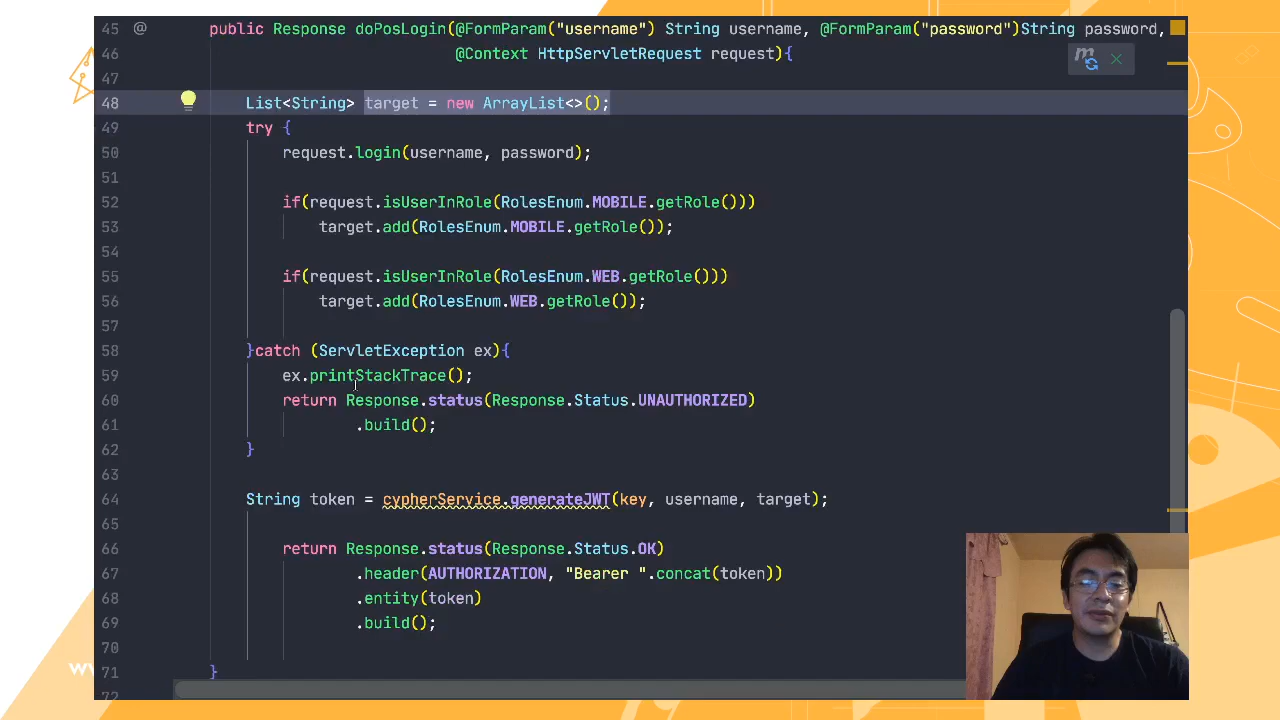 45 @ public Response doPosLogin(@FormParam("username") String username, @FormParam("password")String password,
46 @Context HttpServletRequest request){
47
48 List<String> target = new ArrayList<>();
49 try {
50 request.login(username, password);
51
52 if(request.isUserInRole(RolesEnum.MOBILE.getRole()))
53 target.add(RolesEnum.MOBILE.getRole());
54
55 if(request.isUserInRole(RolesEnum.WEB.getRole()))
56 target.add(RolesEnum.WEB.getRole());
57
58 }catch (ServletException ex){
59 ex.printStackTrace();
60 return Response.status(Response.Status.UNAUTHORIZED)
61 .build();
62 }
63
64 String token = cypherService.generateJWT(key, username, target);
65
66 return Response.status(Response.Status.OK)
67 .header(AUTHORIZATION, "Bearer ".concat(token))
68 .entity(token)
69 .build();
70
71 }
72